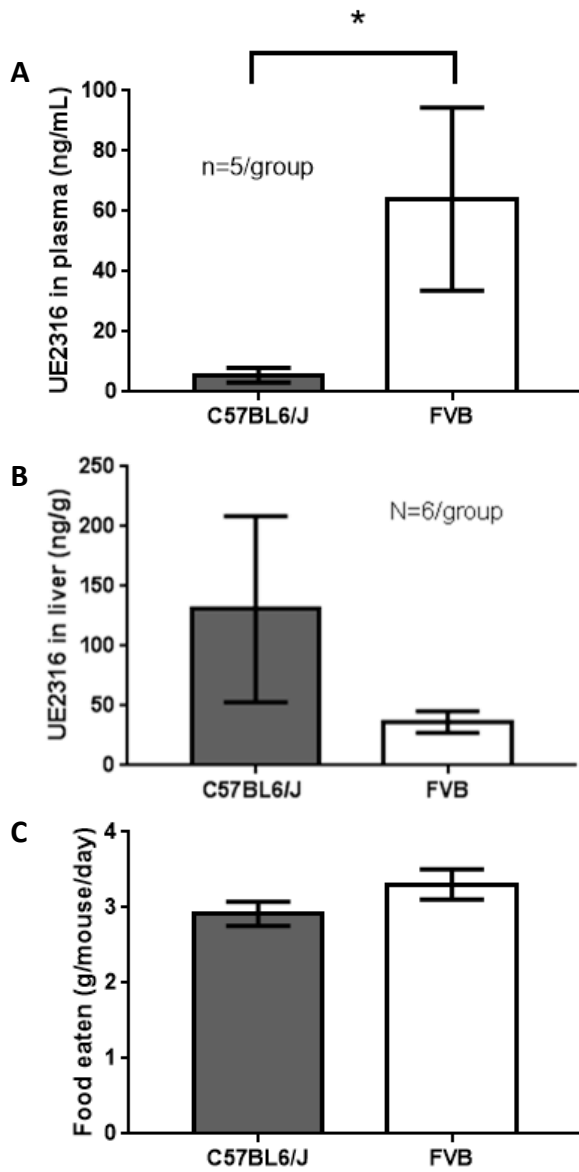 *
A
UE2316 in plasma (ng/mL)
100
80
60
40
20
0
n=5/group
C57BL6/J FVB
B
UE2316 in liver (ng/g)
250
200
150
100
50
0
N=6/group
C57BL6/J FVB
C
Food eaten (g/mouse/day)
4
3
2
1
0
C57BL6/J FVB